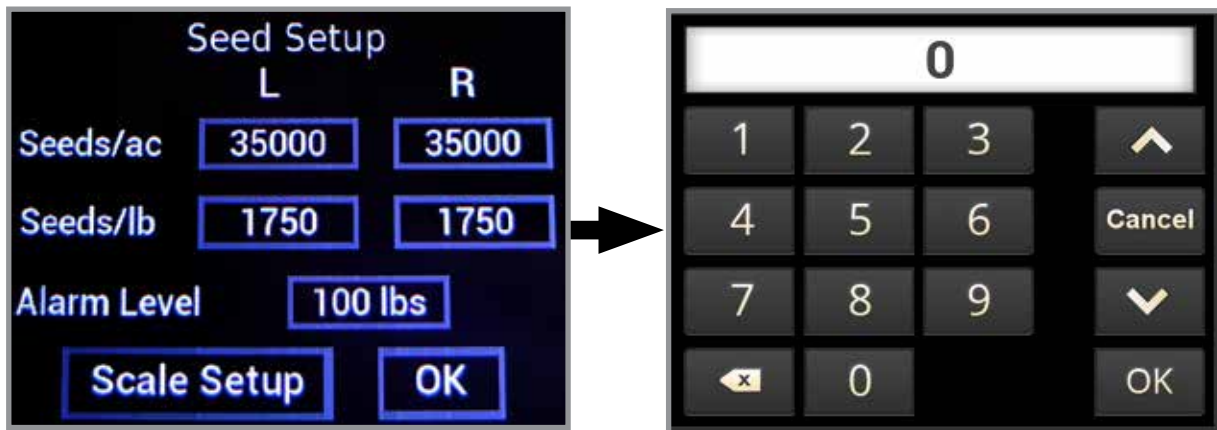 Seed Setup
L R
Seeds/ac 35000 35000
Seeds/lb 1750 1750
Alarm Level 100 lbs
Scale Setup OK
0
1 2 3
4 5 6 Cancel
7 8 9
x 0 OK